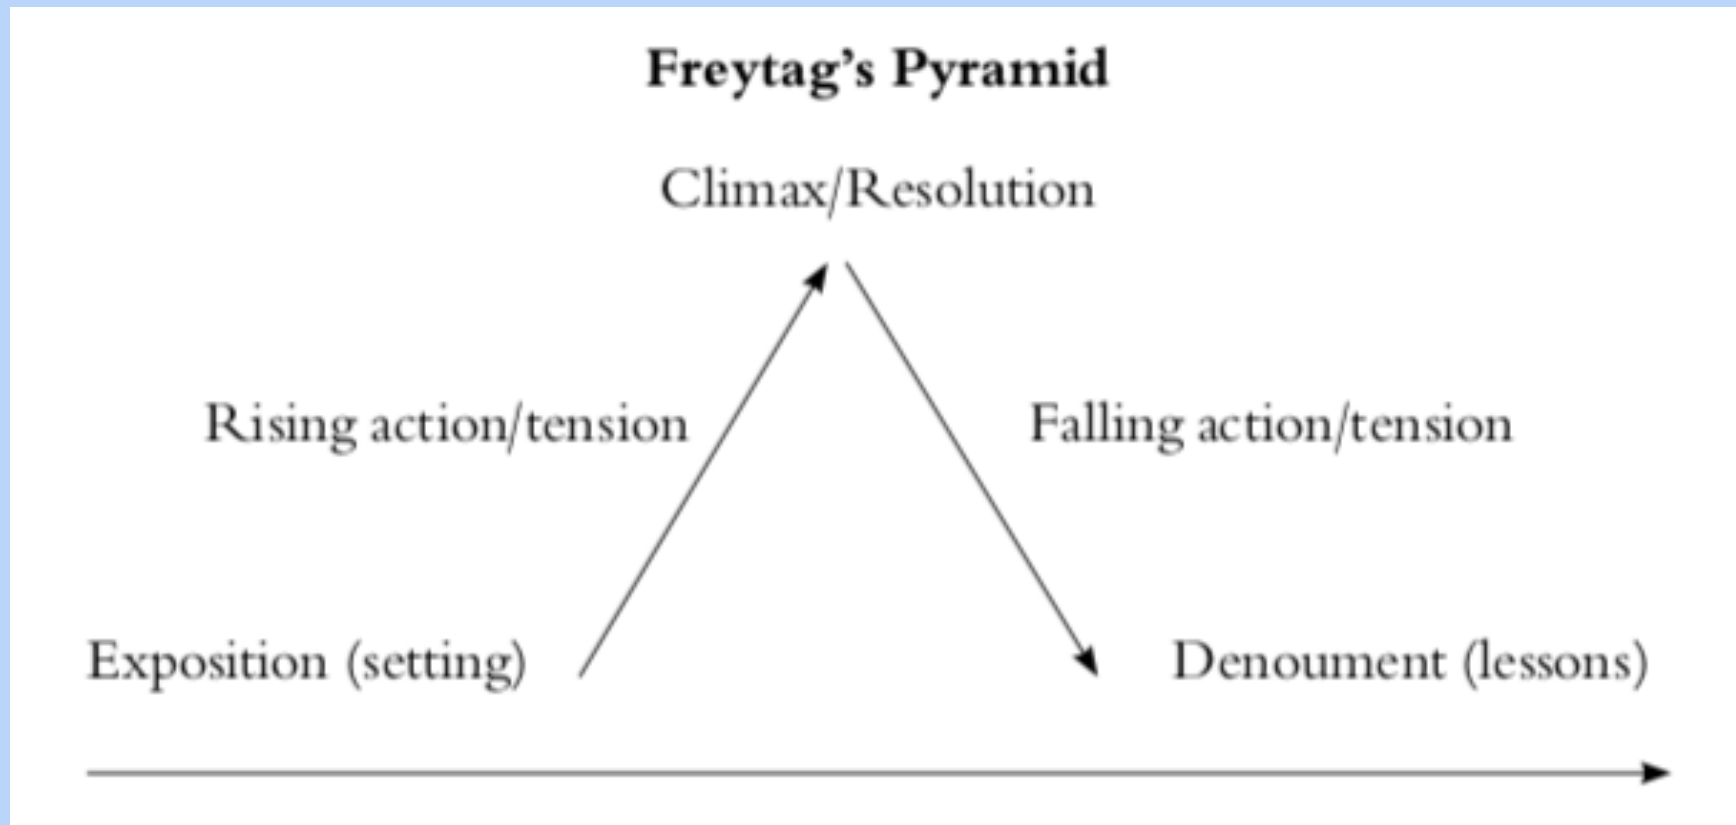 Freytag’s Pyramid
Climax/Resolution
Rising action/tension
Falling action/tension
Exposition (setting)
Denoument (lessons)